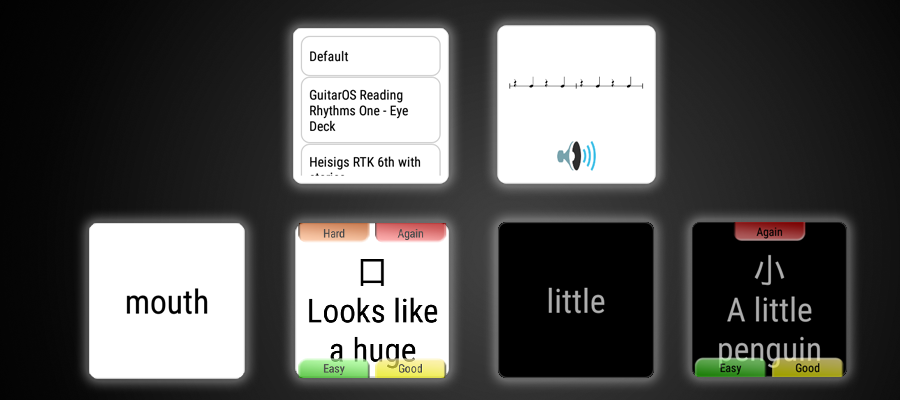 Default
GuitarOS Reading
Rhythms One - Eye
Deck
Heisigs RTK 6th with
stories
mouth
Hard
Again
口
Looks like
a huge
Easy
Good
little
Again
小
A little
penguin
Easy
Good